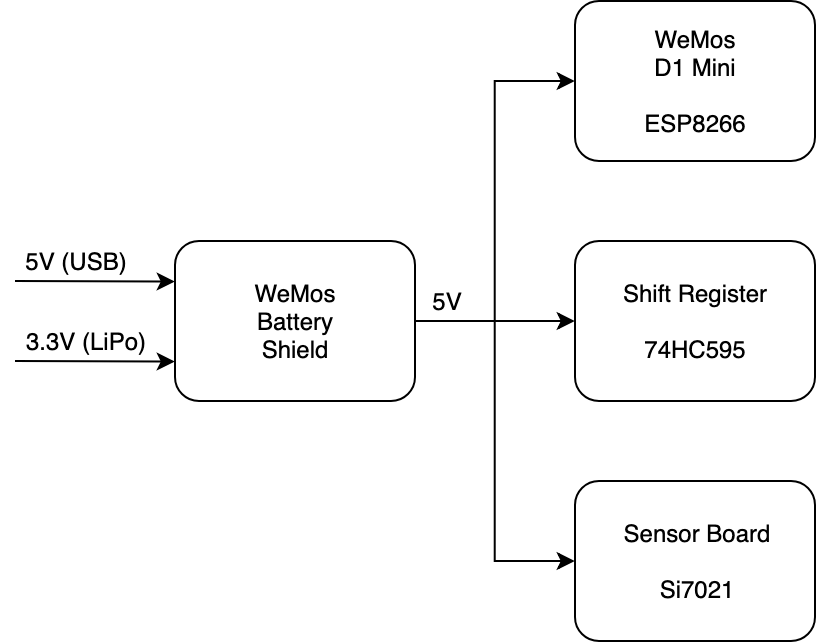 WeMos
D1 Mini
ESP8266
5V (USB)
3.3V (LiPo)
WeMos
Battery
Shield
5V
Shift Register
74HC595
Sensor Board
Si7021